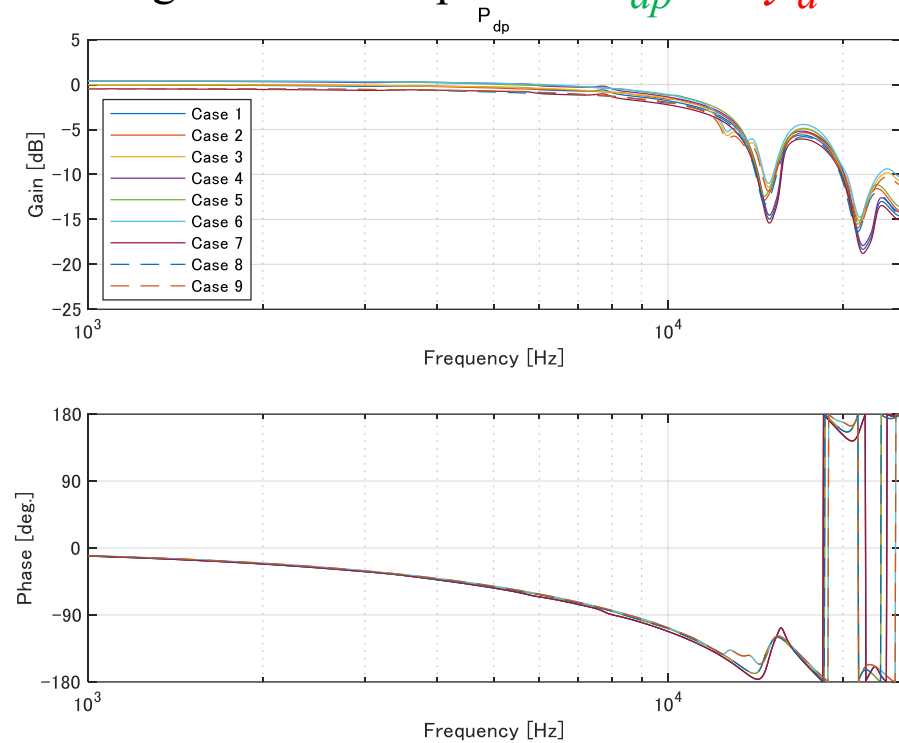 dp
d
P_dp
5
0
-5
-10
-15
-20
-25
Gain [dB]
Case 1
Case 2
Case 3
Case 4
Case 5
Case 6
Case 7
Case 8
Case 9
10^3
10^4
Frequency [Hz]
180
90
0
-90
-180
Phase [deg.]
10^3
10^4
Frequency [Hz]